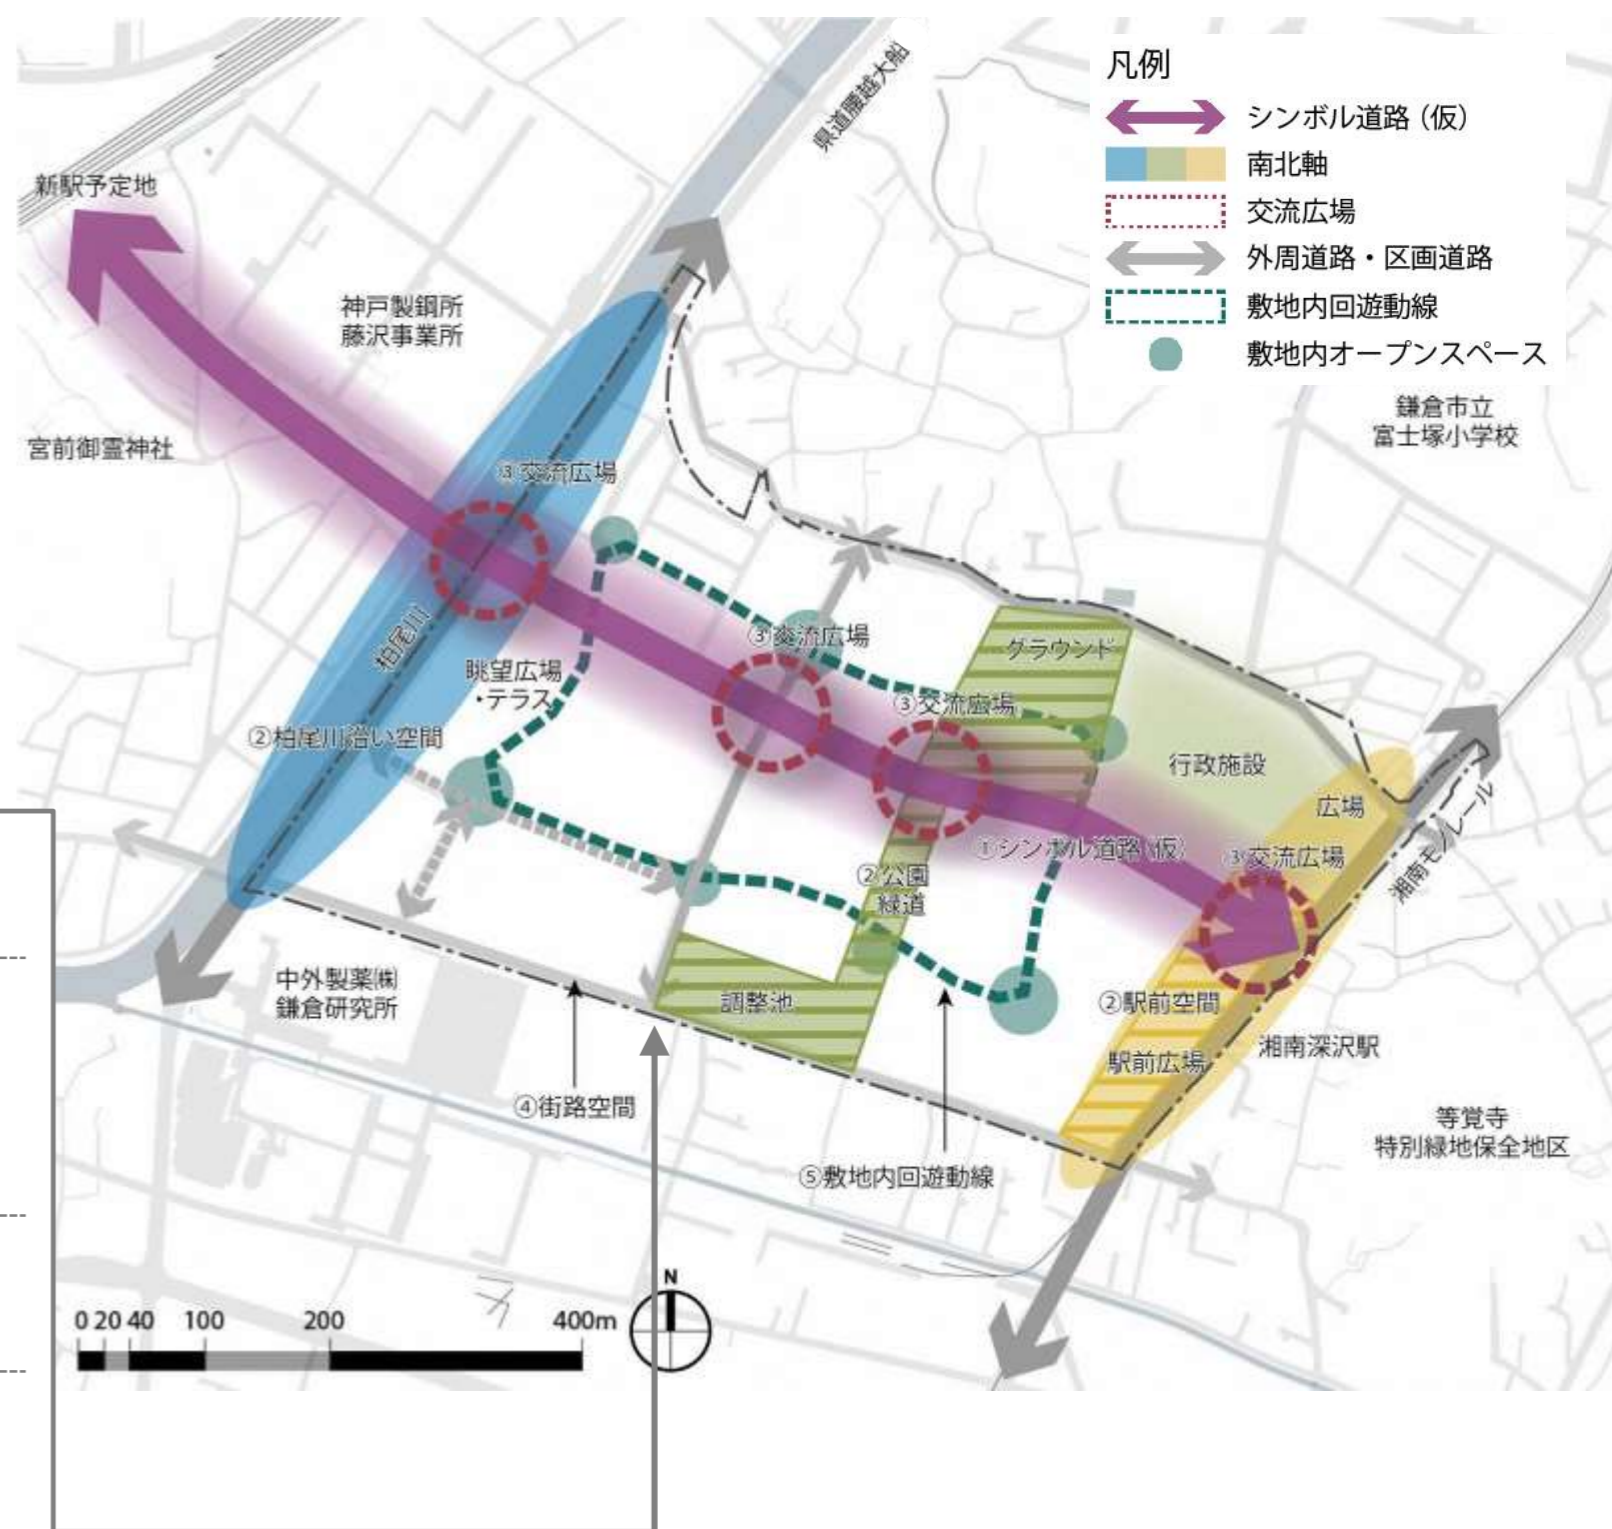 凡例
シンボル道路(仮)
南北軸
交流広場
外周道路・区画道路
敷地内回遊動線
敷地内オープンスペース
県道腰越大船
新駅予定地
神戸製鋼所
藤沢事業所
宮前御霊神社
鎌倉市立
富士塚小学校
③交流広場
柏尾川
眺望広場
・テラス
②柏尾川沿い空間
③交流広場
グラウンド
③交流広場
行政施設
広場
①シンボル道路(仮)
③交流広場
湘南モノレール
②公園
緑道
中外製薬㈱
鎌倉研究所
調整池
②駅前空間
湘南深沢駅
駅前広場
④街路空間
等覚寺
特別緑地保全地区
⑤敷地内回遊動線
N
0 20 40 100 200 400m